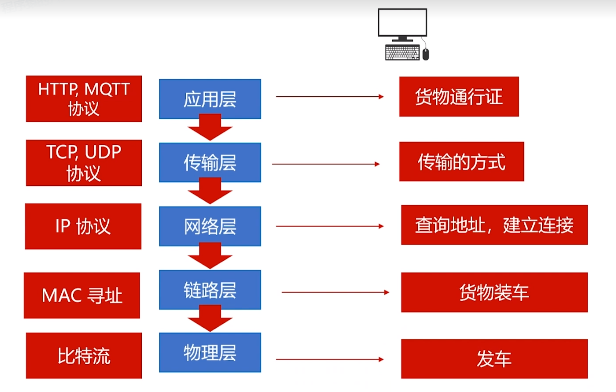 HTTP, MQTT
协议
应用层
货物通行证
TCP, UDP
协议
传输层
传输的方式
IP 协议
网络层
查询地址，建立连接
MAC 寻址
链路层
货物装车
比特流
物理层
发车